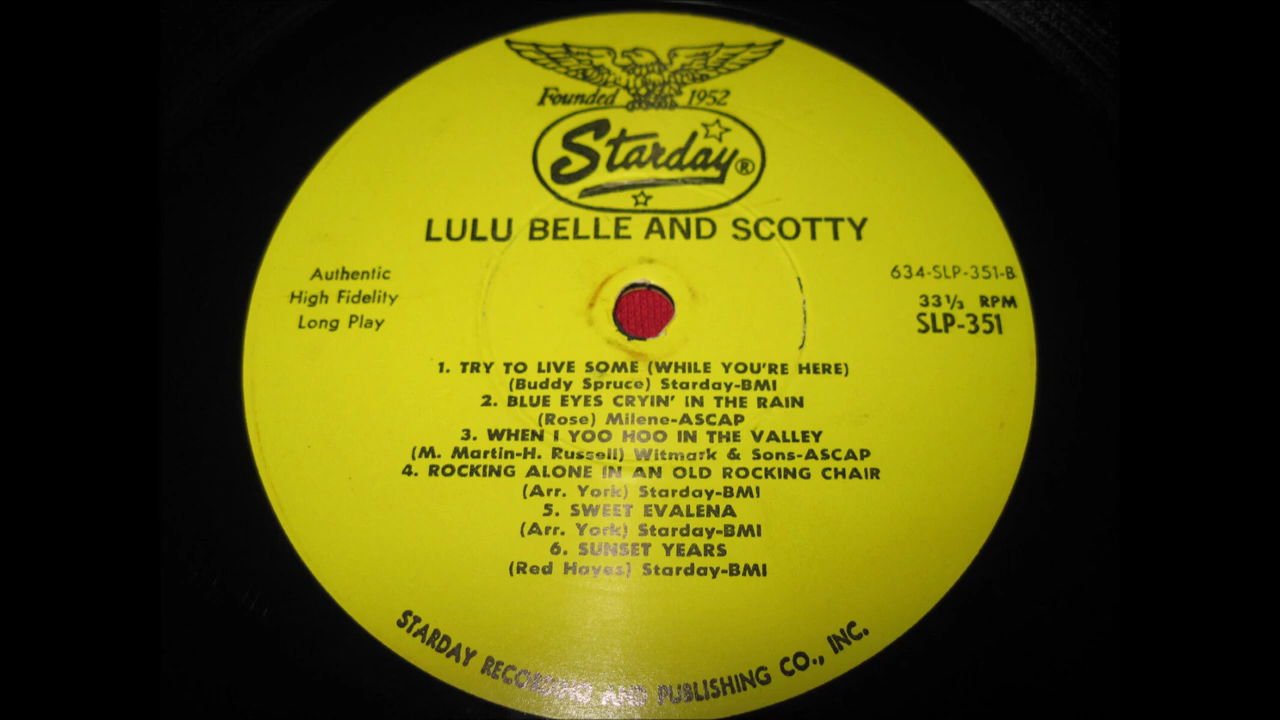 Founded 1952
Starday®
LULU BELLE AND SCOTTY
Authentic
High Fidelity
Long Play
634-SLP-351-B
33⅓ RPM
SLP-351
1. TRY TO LIVE SOME (WHILE YOU'RE HERE)
(Buddy Spruce) Starday-BMI
2. BLUE EYES CRYIN' IN THE RAIN
(Rose) Milene-ASCAP
3. WHEN I YOO HOO IN THE VALLEY
(M. Martin-H. Russell) Witmark & Sons-ASCAP
4. ROCKING ALONE IN AN OLD ROCKING CHAIR
(Arr. York) Starday-BMI
5. SWEET EVALENA
(Arr. York) Starday-BMI
6. SUNSET YEARS
(Red Hayes) Starday-BMI
STARDAY RECORDING AND PUBLISHING CO., INC.